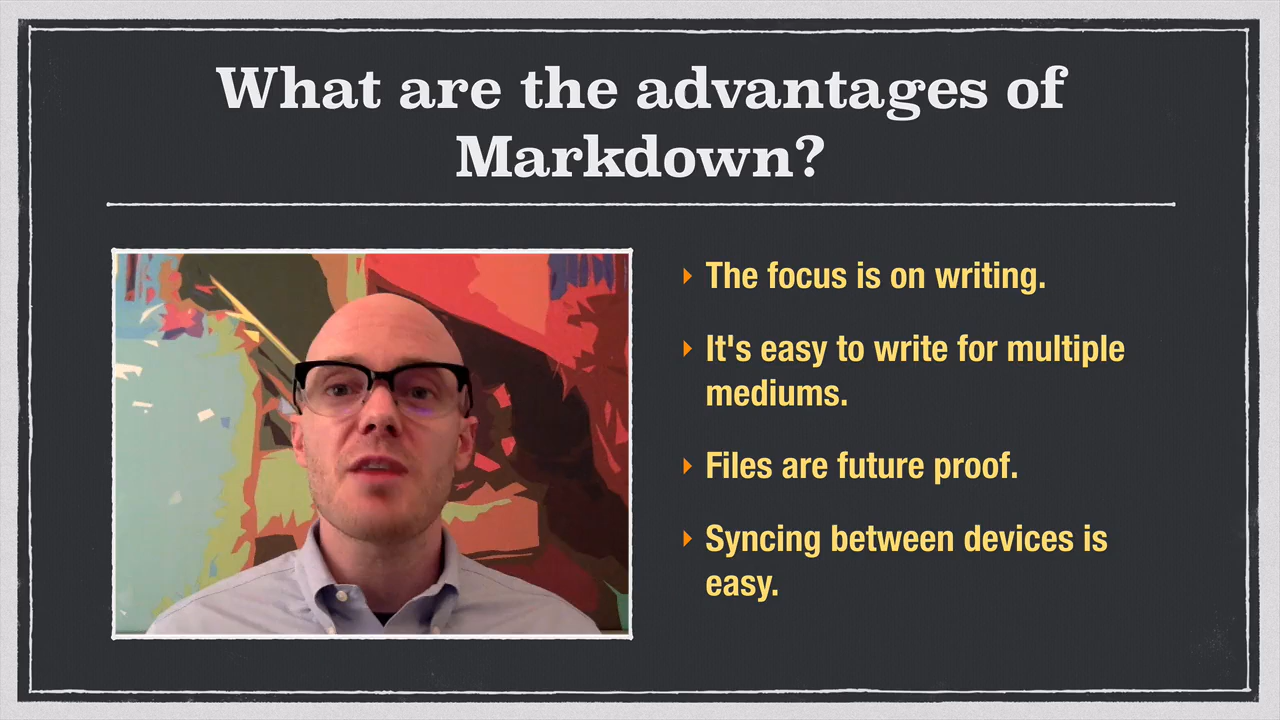 What are the advantages of
Markdown?
The focus is on writing.
It's easy to write for multiple
mediums.
Files are future proof.
Syncing between devices is
easy.